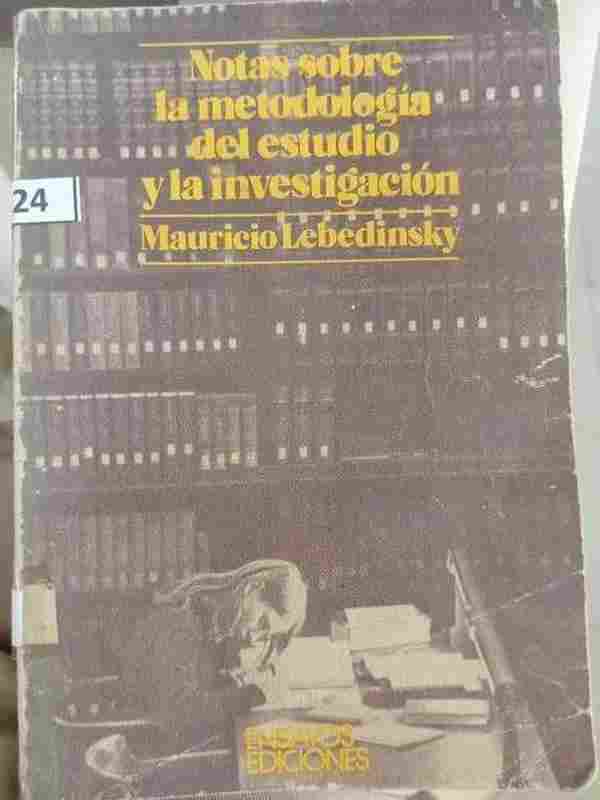 Notas sobre
la metodología
del estudio
y la investigación
24
Mauricio Lebedinsky
ENSAYOS
EDICIONES